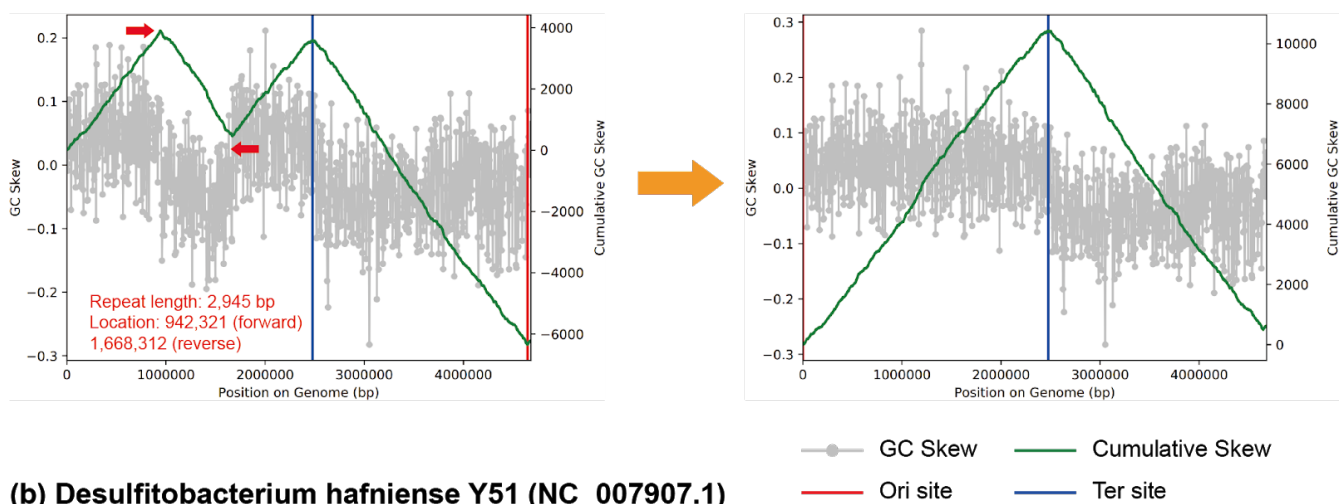 0.2
0.1
0.0
−0.1
−0.2
−0.3
GC Skew
4000
2000
0
2000
4000
6000
Cumulative GC Skew
Repeat length: 2,945 bp
Location: 942,321 (forward)
1,668,312 (reverse)
0
1000000
2000000
3000000
4000000
Position on Genome (bp)
0.3
0.2
0.1
0.0
−0.1
−0.2
−0.3
GC Skew
10000
8000
6000
4000
2000
0
Cumulative GC Skew
0
1000000
2000000
3000000
4000000
Position on Genome (bp)
GC Skew
Cumulative Skew
Ori site
Ter site
(b) Desulfitobacterium hafniense Y51 (NC_007907.1)